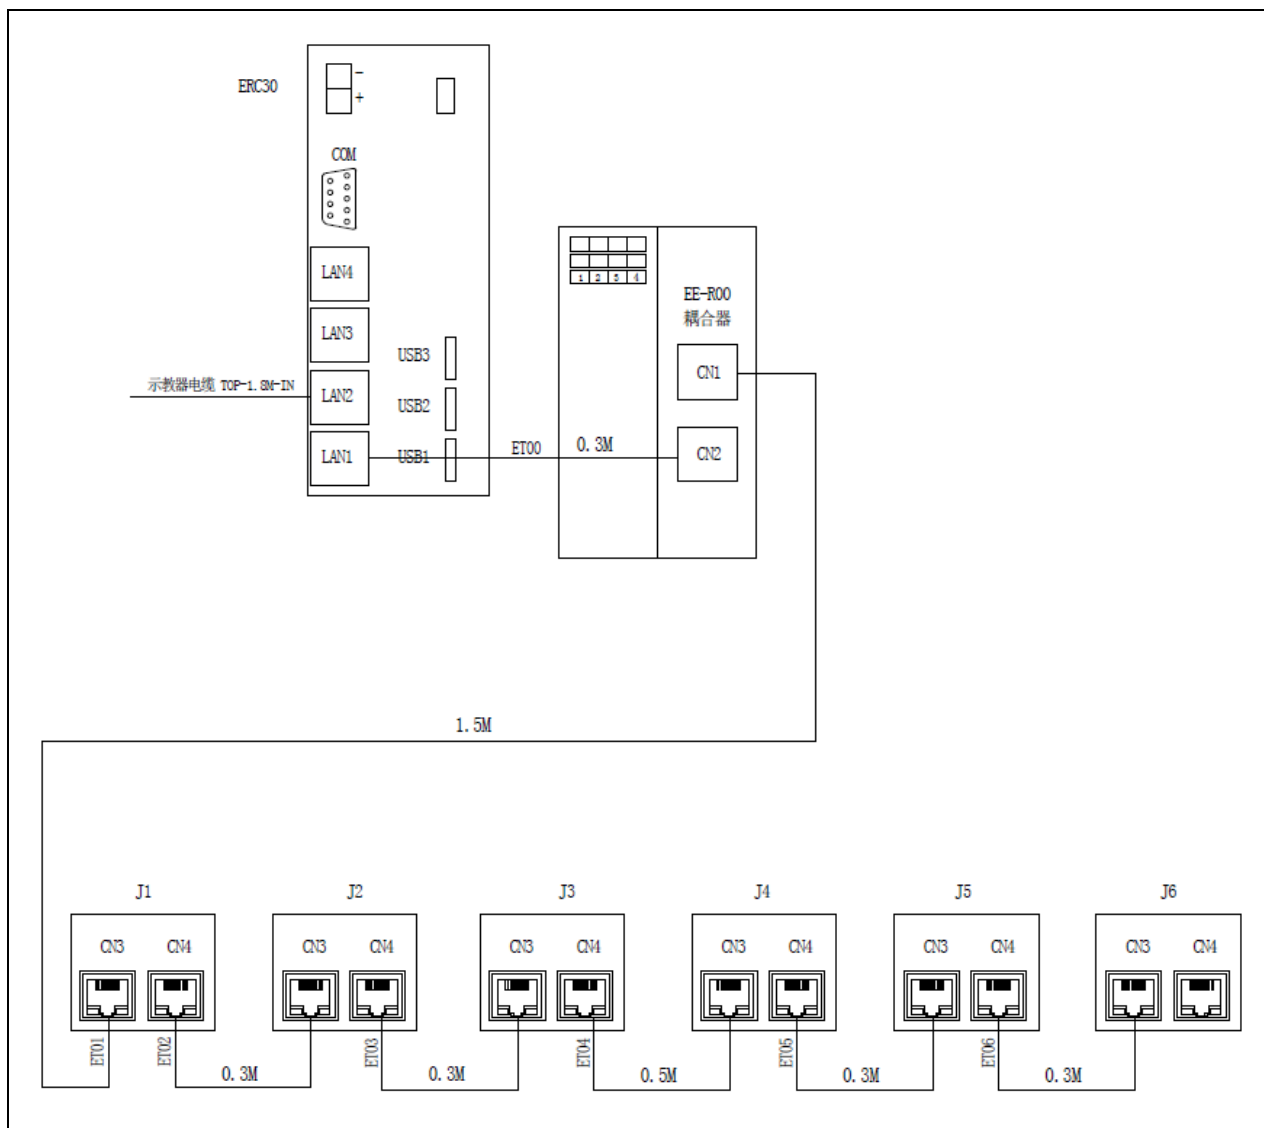 ERC30
-
+
COM
LAN4
LAN3
USB3
示教器电缆 TOP-1.8M-IN
LAN2
USB2
LAN1
USB1
ET00
0.3M
1 2 3 4
EE-R00
耦合器
CN1
CN2
1.5M
J1 J2 J3 J4 J5 J6
CN3 CN4 CN3 CN4 CN3 CN4 CN3 CN4 CN3 CN4 CN3 CN4
ET01 ET02 ET03 ET04 ET05 ET06
0.3M 0.3M 0.5M 0.3M 0.3M